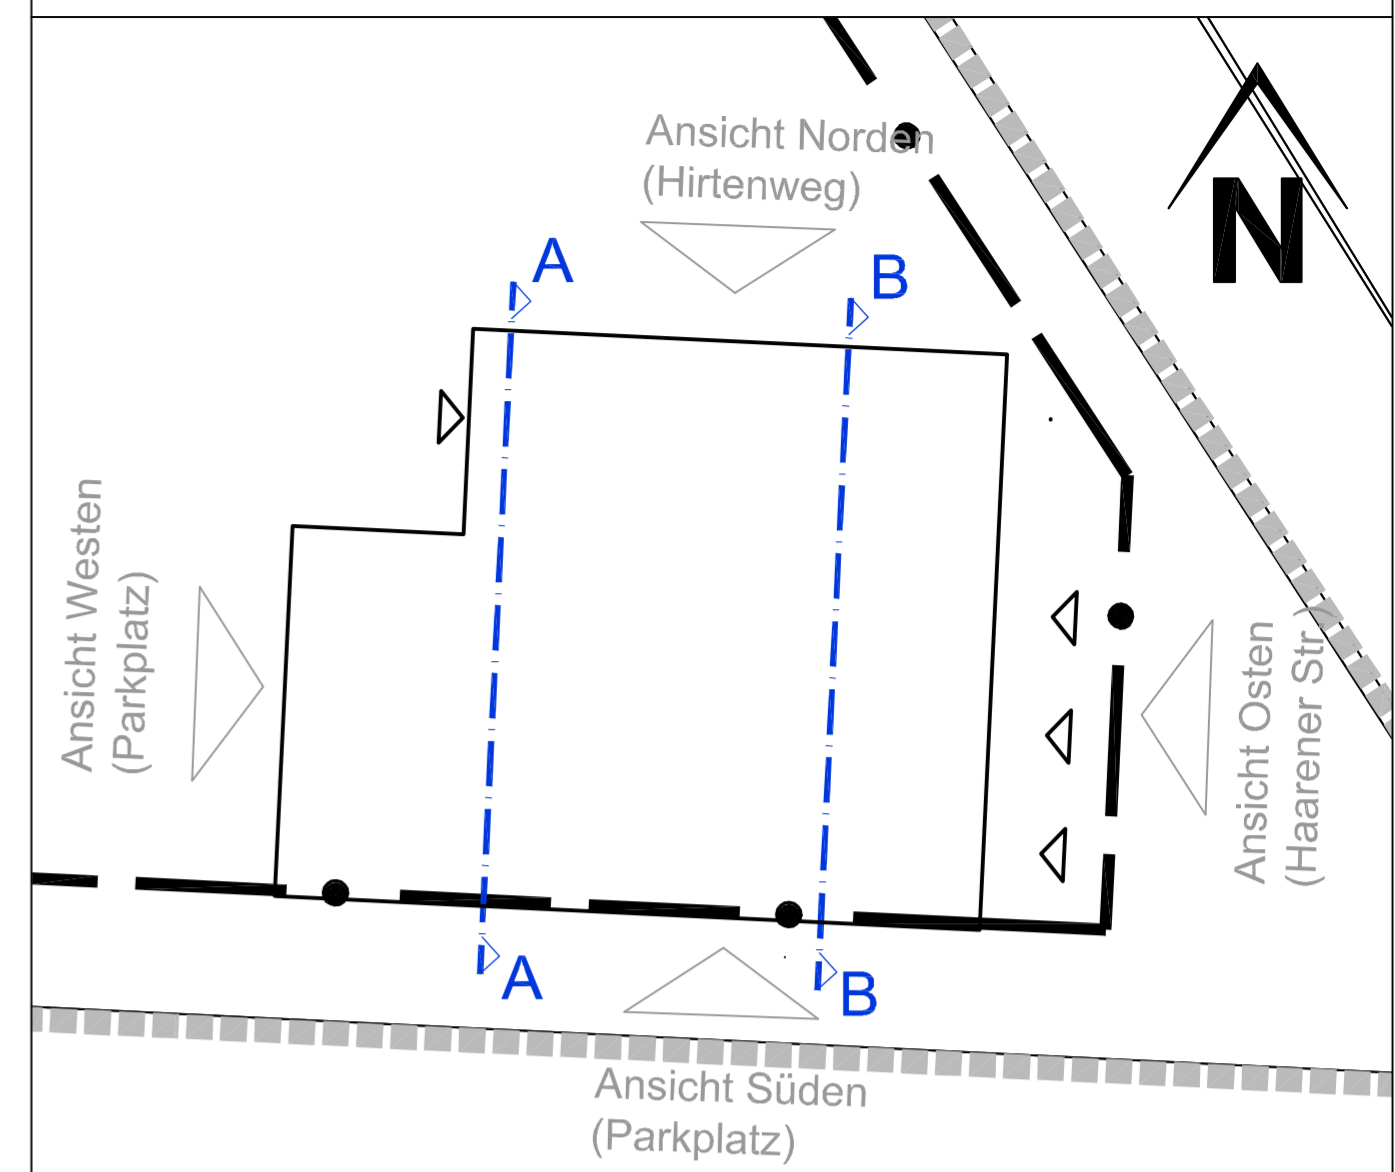 Ansicht Norden
(Hirtenweg)
N
A
B
Ansicht Westen
(Parkplatz)
Ansicht Osten
(Haarener Str.)
A
B
Ansicht Süden
(Parkplatz)